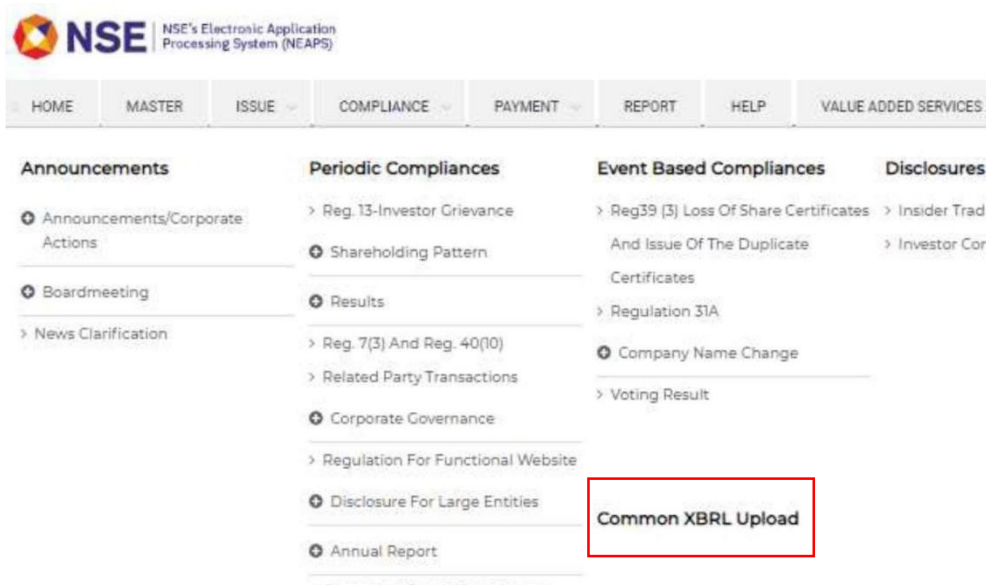 NSE
NSE's Electronic Application
Processing System (NEAPS)
HOME MASTER ISSUE COMPLIANCE PAYMENT REPORT HELP VALUE ADDED SERVICES
Announcements
Announcements/Corporate
Actions
Boardmeeting
News Clarification
Periodic Compliances
Reg. 13-Investor Grievance
Shareholding Pattern
Results
Reg. 7(3) And Reg. 40(10)
Related Party Transactions
Corporate Governance
Regulation For Functional Website
Disclosure For Large Entities
Annual Report
Event Based Compliances
Reg39 (3) Loss Of Share Certificates
And Issue Of The Duplicate
Certificates
Regulation 31A
Company Name Change
Voting Result
Common XBRL Upload
Disclosures
Insider Trad
Investor Cor